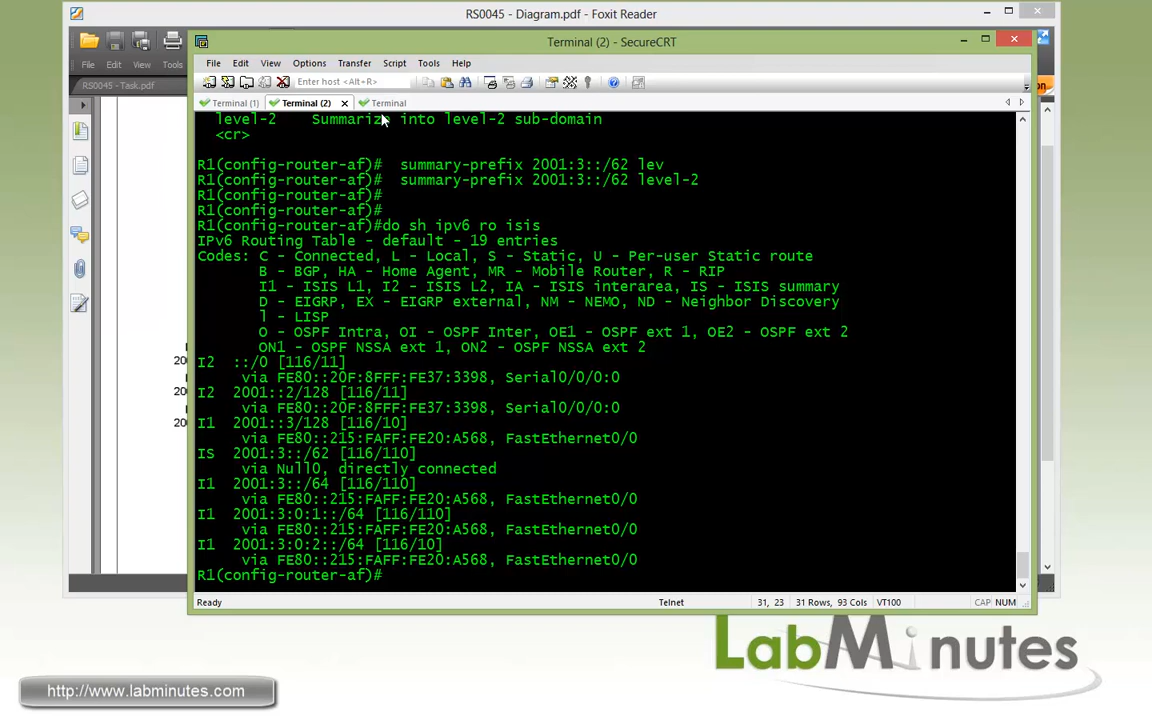 RS0045 - Diagram.pdf - Foxit Reader
File Edit View Tools
RS0045 - Task.pdf
Terminal (2) - SecureCRT
File Edit View Options Transfer Script Tools Help
Enter host <Alt+R>
Terminal (1) Terminal (2) Terminal
level-2    Summarize into level-2 sub-domain
<cr>
R1(config-router-af)#  summary-prefix 2001:3::/62 lev
R1(config-router-af)#  summary-prefix 2001:3::/62 level-2
R1(config-router-af)#
R1(config-router-af)#
R1(config-router-af)#do sh ipv6 ro isis
IPv6 Routing Table - default - 19 entries
Codes: C - Connected, L - Local, S - Static, U - Per-user Static route
B - BGP, HA - Home Agent, MR - Mobile Router, R - RIP
I1 - ISIS L1, I2 - ISIS L2, IA - ISIS interarea, IS - ISIS summary
D - EIGRP, EX - EIGRP external, NM - NEMO, ND - Neighbor Discovery
l - LISP
O - OSPF Intra, OI - OSPF Inter, OE1 - OSPF ext 1, OE2 - OSPF ext 2
ON1 - OSPF NSSA ext 1, ON2 - OSPF NSSA ext 2
I2  ::/0 [116/11]
via FE80::20F:8FFF:FE37:3398, Serial0/0/0:0
I2  2001::2/128 [116/11]
via FE80::20F:8FFF:FE37:3398, Serial0/0/0:0
I1  2001::3/128 [116/10]
via FE80::215:FAFF:FE20:A568, FastEthernet0/0
IS  2001:3::/62 [116/110]
via Null0, directly connected
I1  2001:3::/64 [116/110]
via FE80::215:FAFF:FE20:A568, FastEthernet0/0
I1  2001:3:0:1::/64 [116/110]
via FE80::215:FAFF:FE20:A568, FastEthernet0/0
I1  2001:3:0:2::/64 [116/10]
via FE80::215:FAFF:FE20:A568, FastEthernet0/0
R1(config-router-af)#
Ready Telnet 31, 23 31 Rows, 93 Cols VT100 CAP NUM
LabMinutes
http://www.labminutes.com